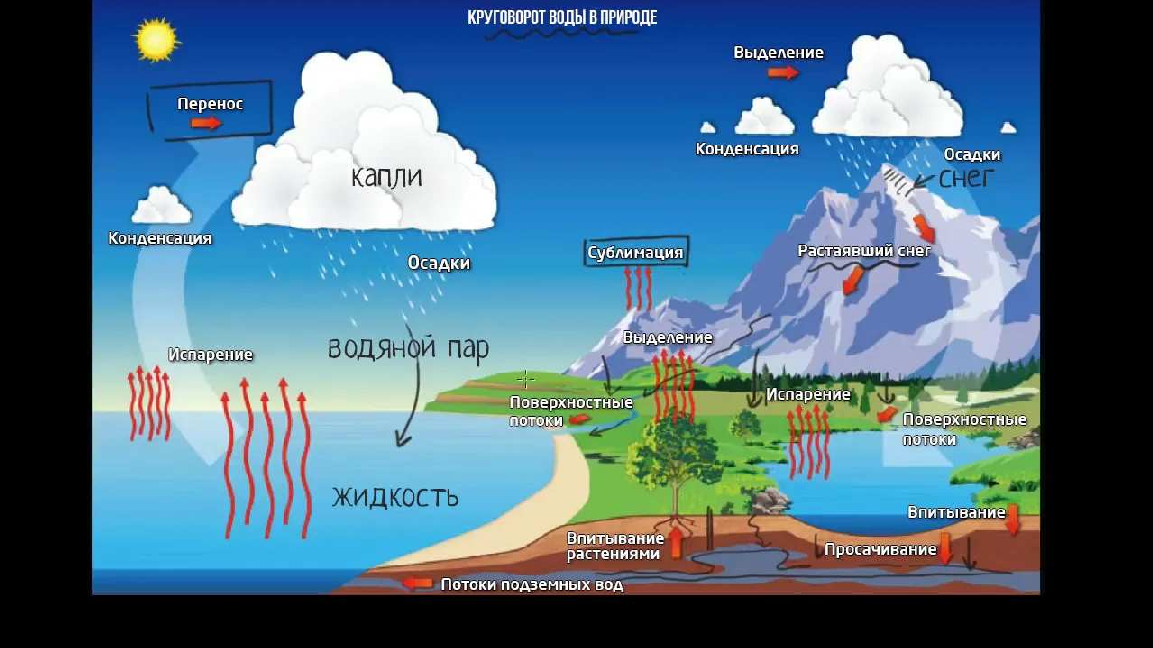 КРУГОВОРОТ ВОДЫ В ПРИРОДЕ
Выделение
Перенос
Конденсация
Осадки
капли
снег
Конденсация
Сублимация
Растаявший снег
Осадки
Выделение
водяной пар
Испарение
Испарение
Поверхностные
потоки
Поверхностные
потоки
жидкость
Впитывание
Впитывание
растениями
Просачивание
Потоки подземных вод